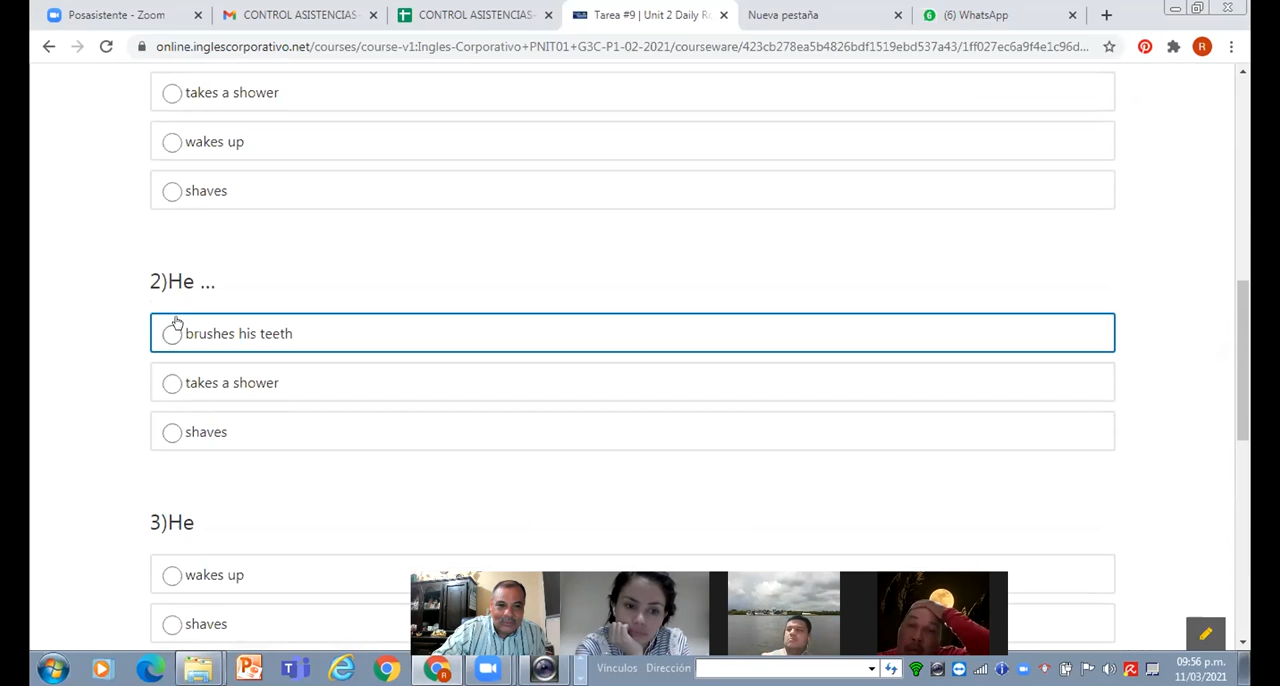 Posasistente - Zoom
CONTROL ASISTENCIAS-
CONTROL ASISTENCIAS-
Tarea #9 | Unit 2 Daily Ro
Nueva pestaña
(6) WhatsApp
online.inglescorporativo.net/courses/course-v1:Ingles-Corporativo+PNIT01+G3C-P1-02-2021/courseware/423cb278ea5b4826bdf1519ebd537a43/1ff027ec6a9f4e1c96d...
takes a shower
wakes up
shaves
2)He ...
brushes his teeth
takes a shower
shaves
3)He
wakes up
shaves
Vínculos
Dirección
09:56 p.m.
11/03/2021